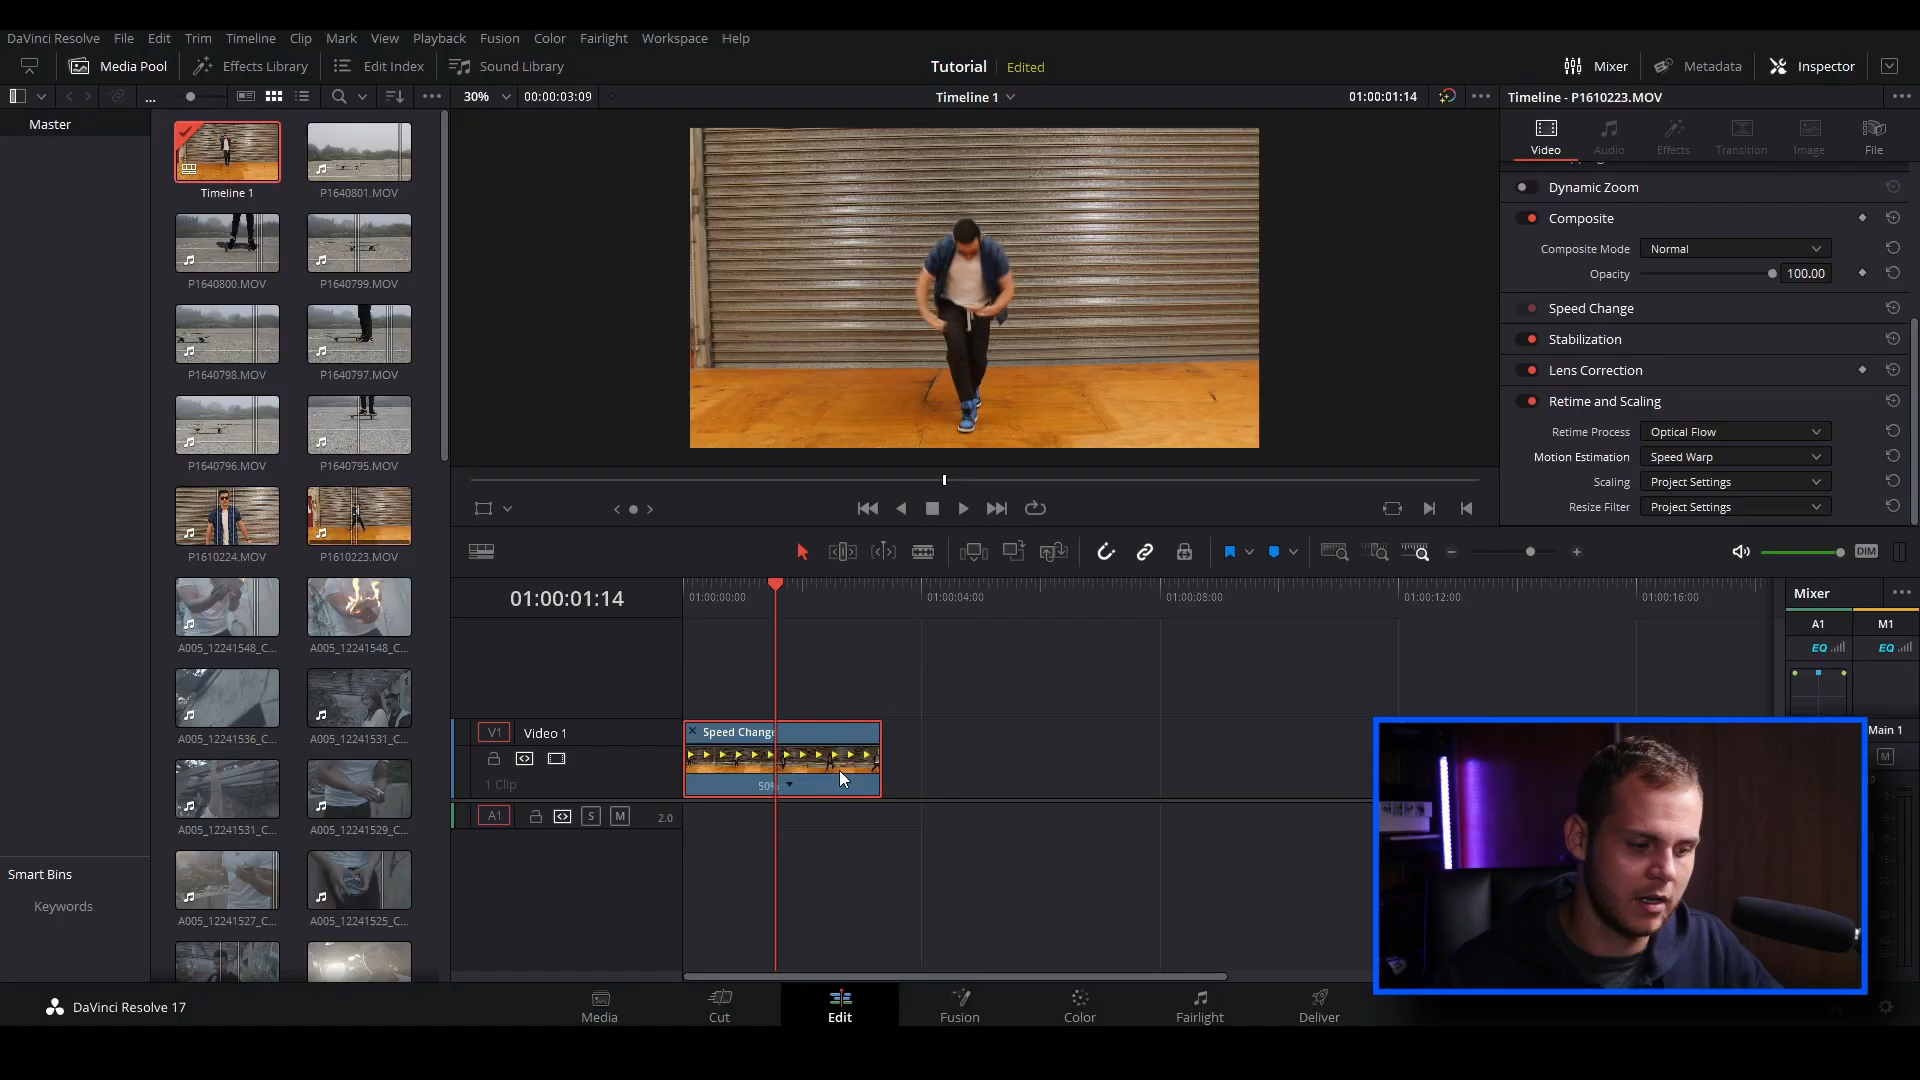 DaVinci Resolve File Edit Trim Timeline Clip Mark View Playback Fusion Color Fairlight Workspace Help
Media Pool Effects Library Edit Index Sound Library Tutorial Edited Mixer Metadata Inspector
... 30% 00:00:03:09 Timeline 1 01:00:01:14 Timeline - P1610223.MOV
Master
Video Audio Effects Transition Image File
Dynamic Zoom
Composite
Composite Mode Normal
Opacity 100.00
Speed Change
Stabilization
Lens Correction
Retime and Scaling
Retime Process Optical Flow
Motion Estimation Speed Warp
Scaling Project Settings
Resize Filter Project Settings
Timeline 1 P1640801.MOV
P1640800.MOV P1640799.MOV
P1640798.MOV P1640797.MOV
P1640796.MOV P1640795.MOV
P1610224.MOV P1610223.MOV
A005_12241548_C... A005_12241548_C...
A005_12241536_C... A005_12241531_C...
A005_12241531_C... A005_12241529_C...
A005_12241527_C... A005_12241525_C...
Smart Bins
Keywords
DIM
01:00:01:14 01:00:00:00 01:00:04:00 01:00:08:00 01:00:12:00 01:00:16:00
V1 Video 1
1 Clip
Speed Change
50%
A1 S M 2.0
Mixer
A1 M1
EQ EQ
Main 1
M
DaVinci Resolve 17
Media Cut Edit Fusion Color Fairlight Deliver